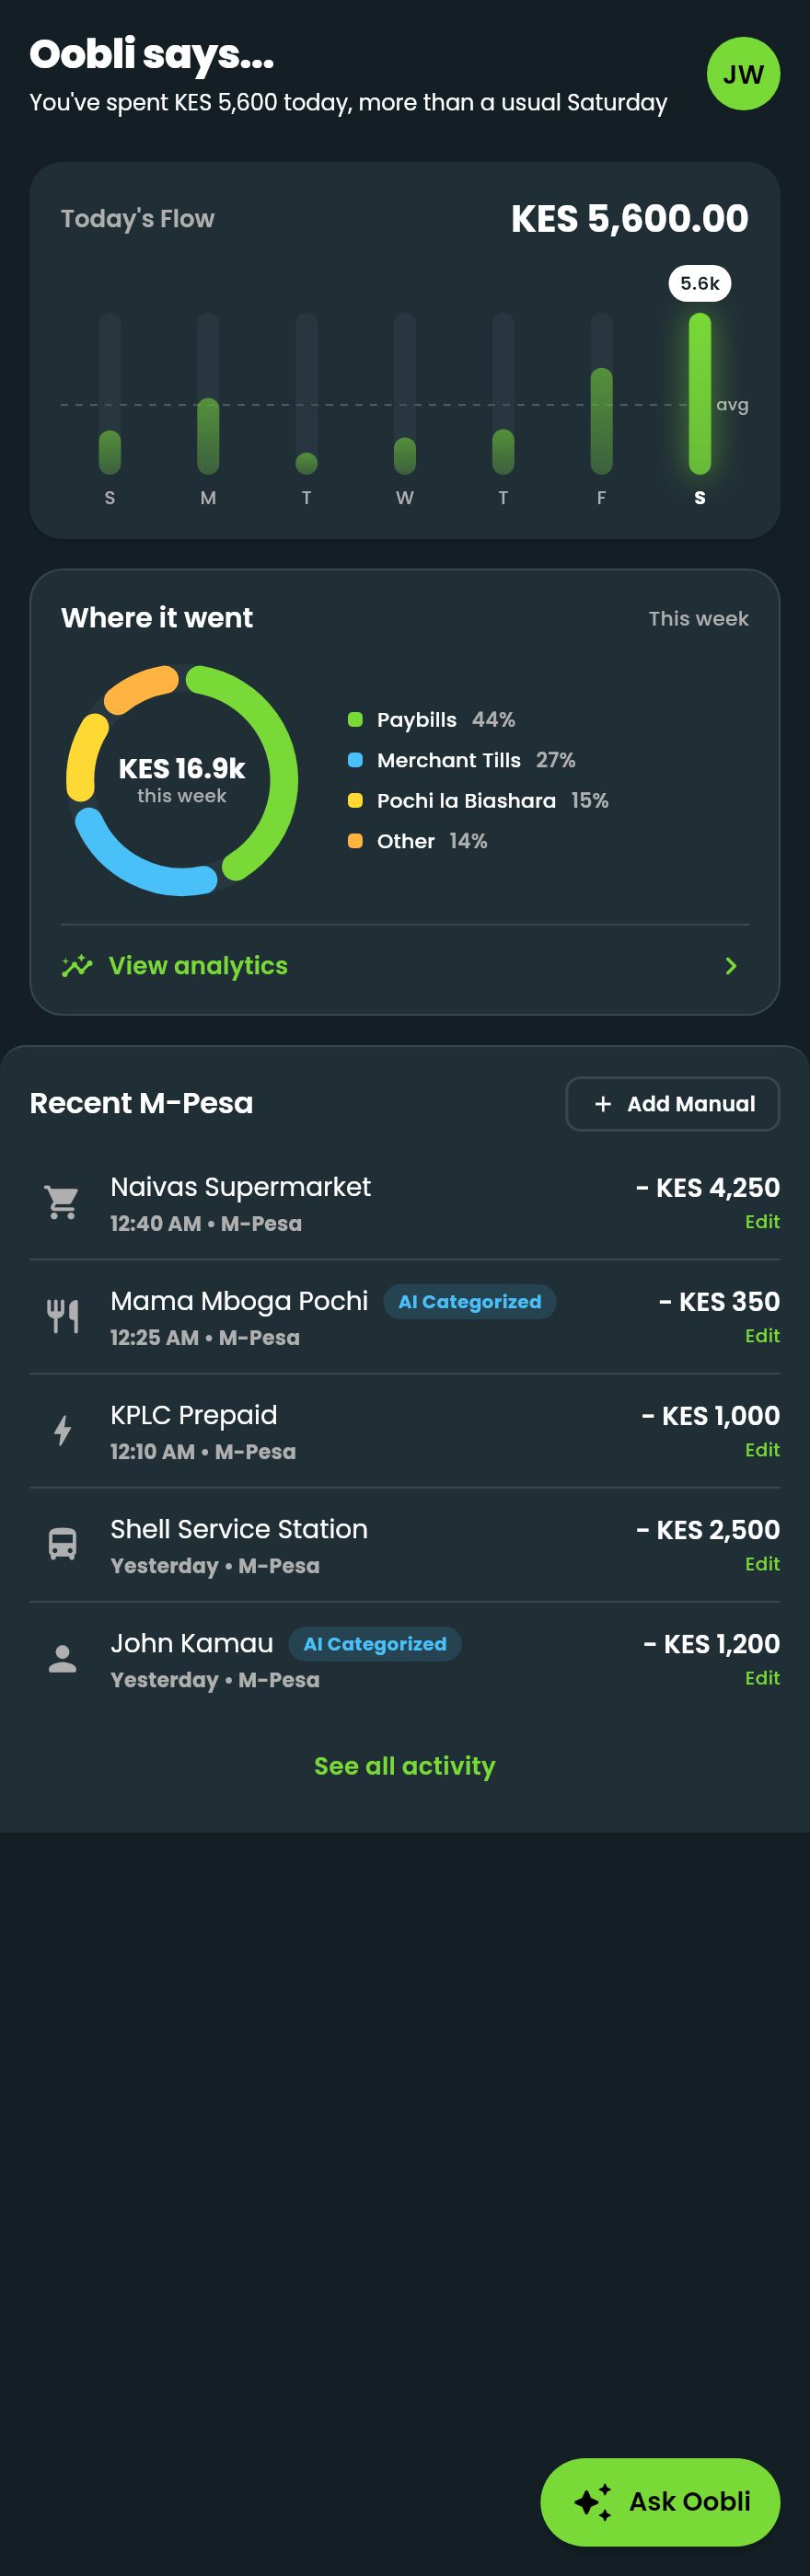 Oobli says...
You've spent KES 5,600 today, more than a usual Saturday
JW
Today's Flow
KES 5,600.00
5.6k
avg
S M T W T F S
Where it went
This week
KES 16.9k
this week
Paybills 44%
Merchant Tills 27%
Pochi la Biashara 15%
Other 14%
View analytics
Recent M-Pesa
+ Add Manual
Naivas Supermarket
- KES 4,250
12:40 AM • M-Pesa
Edit
Mama Mboga Pochi AI Categorized
- KES 350
12:25 AM • M-Pesa
Edit
KPLC Prepaid
- KES 1,000
12:10 AM • M-Pesa
Edit
Shell Service Station
- KES 2,500
Yesterday • M-Pesa
Edit
John Kamau AI Categorized
- KES 1,200
Yesterday • M-Pesa
Edit
See all activity
Ask Oobli